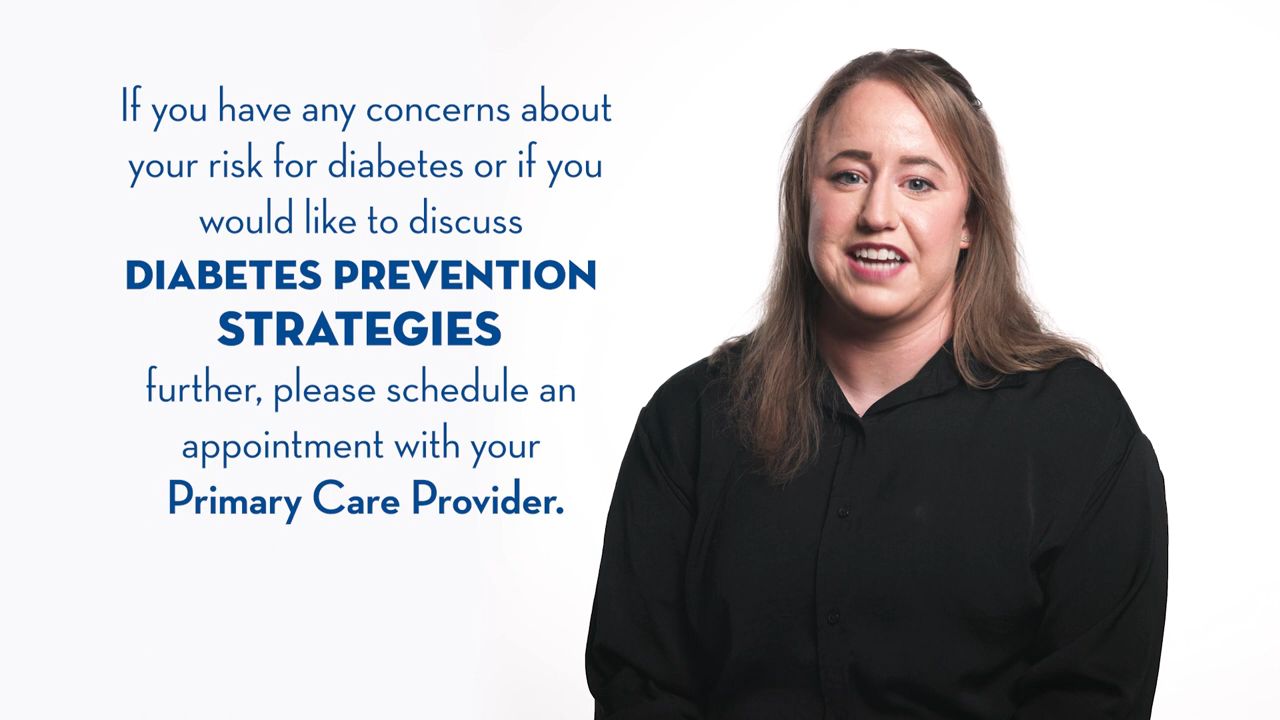 If you have any concerns about
your risk for diabetes or if you
would like to discuss
DIABETES PREVENTION
STRATEGIES
further, please schedule an
appointment with your
Primary Care Provider.